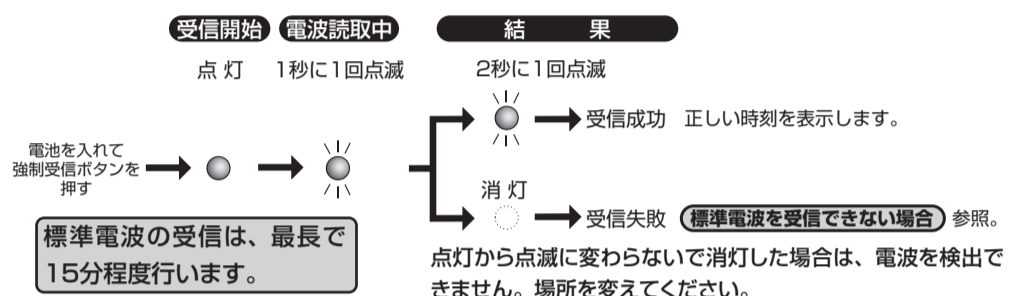 受信開始 電波読取中 結果
点灯 1秒に1回点滅 2秒に1回点滅
受信成功 正しい時刻を表示します。
電池を入れて
強制受信ボタンを
押す
消灯
受信失敗 標準電波を受信できない場合 参照。
標準電波の受信は、最長で
15分程度行います。
点灯から点滅に変わらないで消灯した場合は、電波を検出で
きません。場所を変えてください。